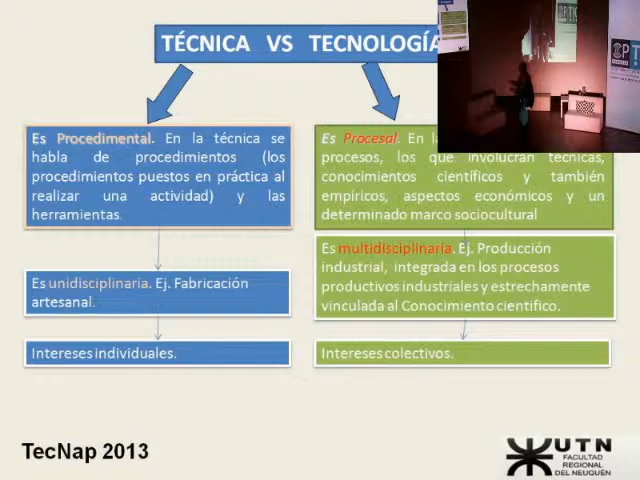 TÉCNICA VS TECNOLOGÍA
Es Procedimental. En la técnica se
habla de procedimientos (los
procedimientos puestos en práctica al
realizar una actividad) y las
herramientas.
Es unidisciplinaria. Ej. Fabricación
artesanal.
Intereses individuales.
Es Procesal. En
procesos, los que involucran técnicas,
conocimientos científicos y también
empíricos, aspectos económicos y un
determinado marco sociocultural
Es multidisciplinaria. Ej. Producción
industrial, integrada en los procesos
productivos industriales y estrechamente
vinculada al Conocimiento cientifico.
Intereses colectivos.
TecNap 2013
UTN
FACULTAD
REGIONAL
DEL NEUQUÉN